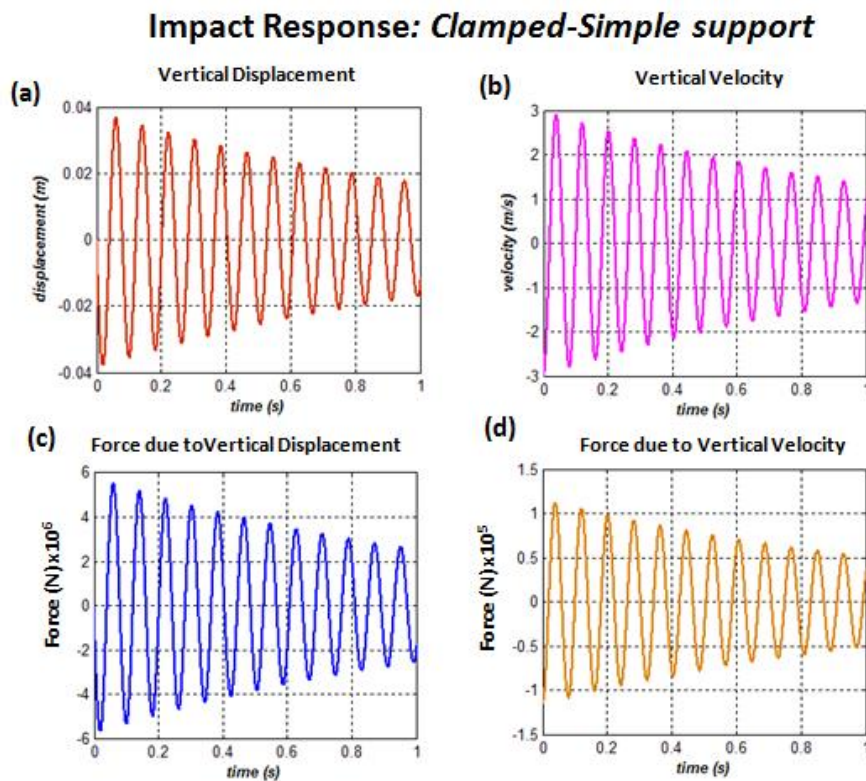 Impact Response: Clamped-Simple support
(a)
Vertical Displacement
0.04
0.02
0
-0.02
-0.04
displacement (m)
0 0.2 0.4 0.6 0.8 1
time (s)
(b)
Vertical Velocity
3
2
1
0
-1
-2
-3
velocity (m/s)
0 0.2 0.4 0.6 0.8 1
time (s)
(c)
Force due toVertical Displacement
6
4
2
0
-2
-4
-6
Force (N) x10⁶
0 0.2 0.4 0.6 0.8 1
time (s)
(d)
Force due to Vertical Velocity
1.5
1
0.5
0
-0.5
-1
-1.5
Force (N) x10⁵
0 0.2 0.4 0.6 0.8 1
time (s)